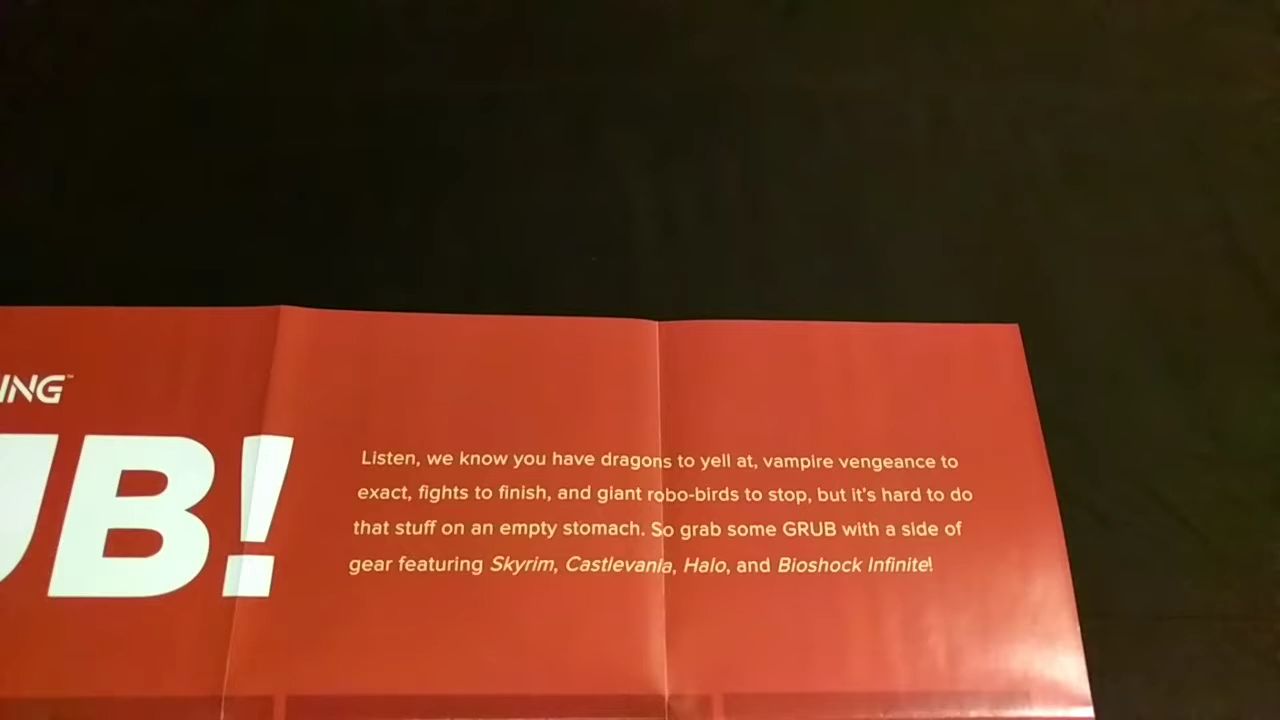 ING™
UB!
Listen, we know you have dragons to yell at, vampire vengeance to
exact, fights to finish, and giant robo-birds to stop, but it's hard to do
that stuff on an empty stomach. So grab some GRUB with a side of
gear featuring Skyrim, Castlevania, Halo, and Bioshock Infinite!